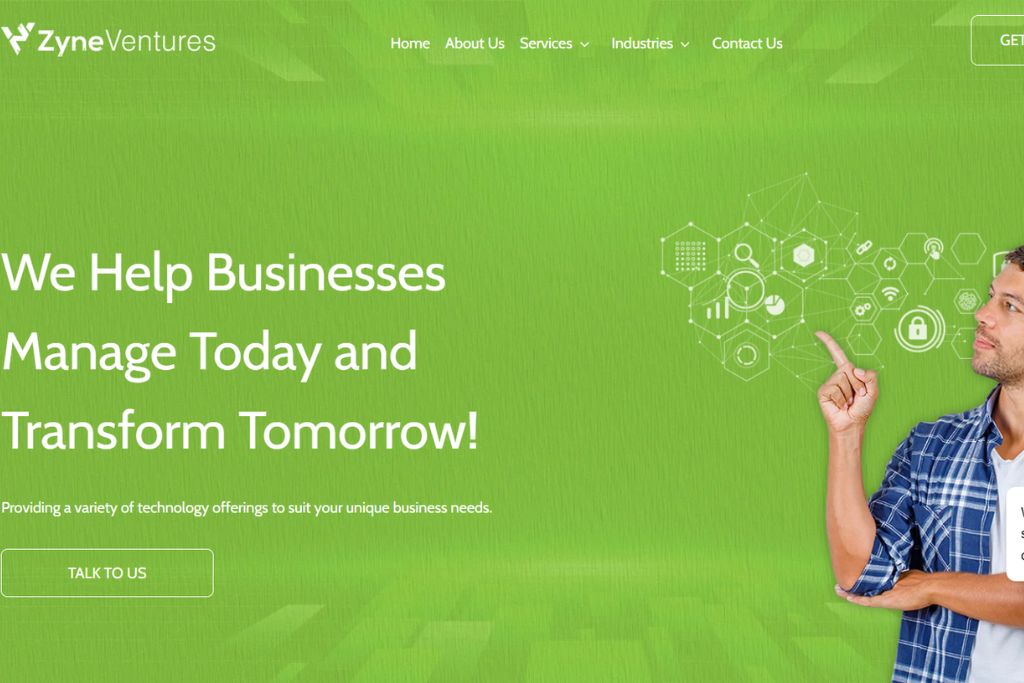 ZyneVentures
Home About Us Services Industries Contact Us
GET
We Help Businesses
Manage Today and
Transform Tomorrow!
Providing a variety of technology offerings to suit your unique business needs.
TALK TO US